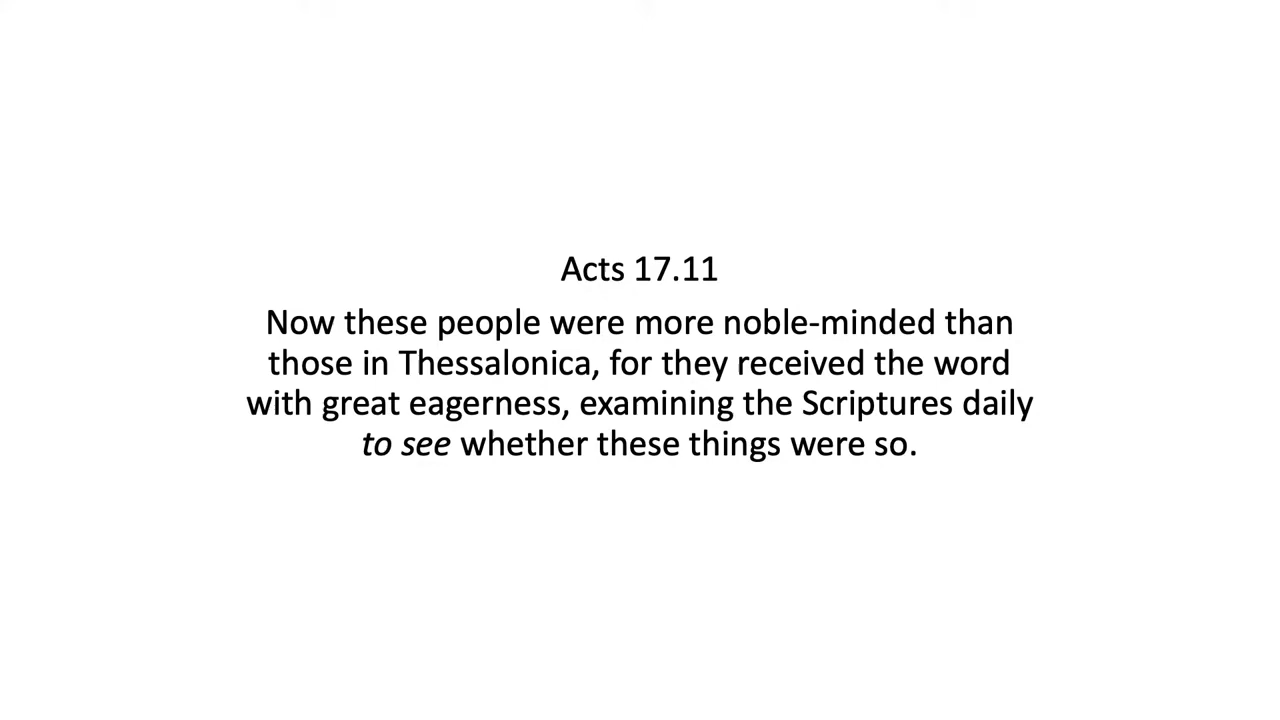 Acts 17.11
Now these people were more noble-minded than
those in Thessalonica, for they received the word
with great eagerness, examining the Scriptures daily
to see whether these things were so.